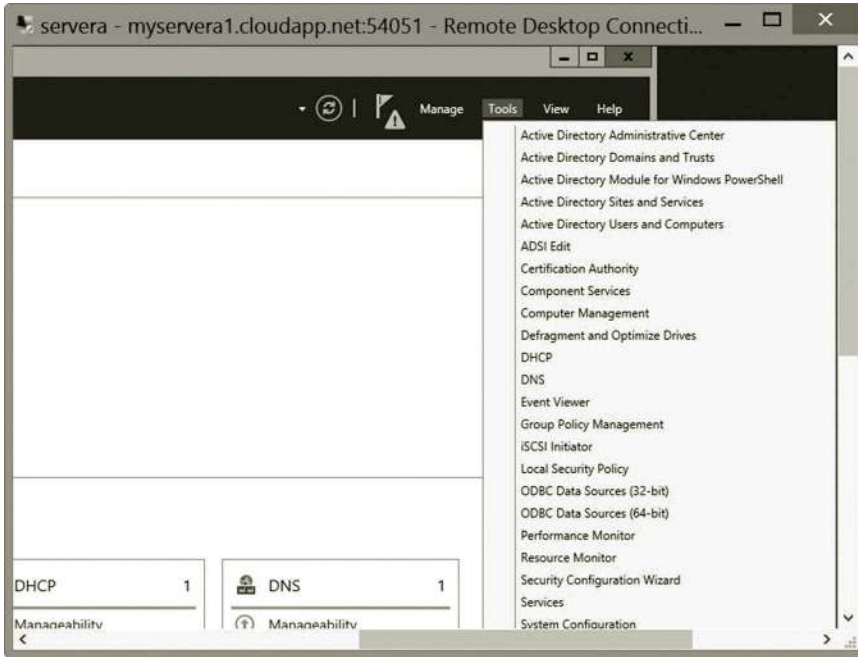 servera - myservera1.cloudapp.net:54051 - Remote Desktop Connecti...
Manage Tools View Help
Active Directory Administrative Center
Active Directory Domains and Trusts
Active Directory Module for Windows PowerShell
Active Directory Sites and Services
Active Directory Users and Computers
ADSI Edit
Certification Authority
Component Services
Computer Management
Defragment and Optimize Drives
DHCP
DNS
Event Viewer
Group Policy Management
iSCSI Initiator
Local Security Policy
ODBC Data Sources (32-bit)
ODBC Data Sources (64-bit)
Performance Monitor
Resource Monitor
Security Configuration Wizard
Services
System Configuration
DHCP 1
Manageability
DNS 1
Manageability